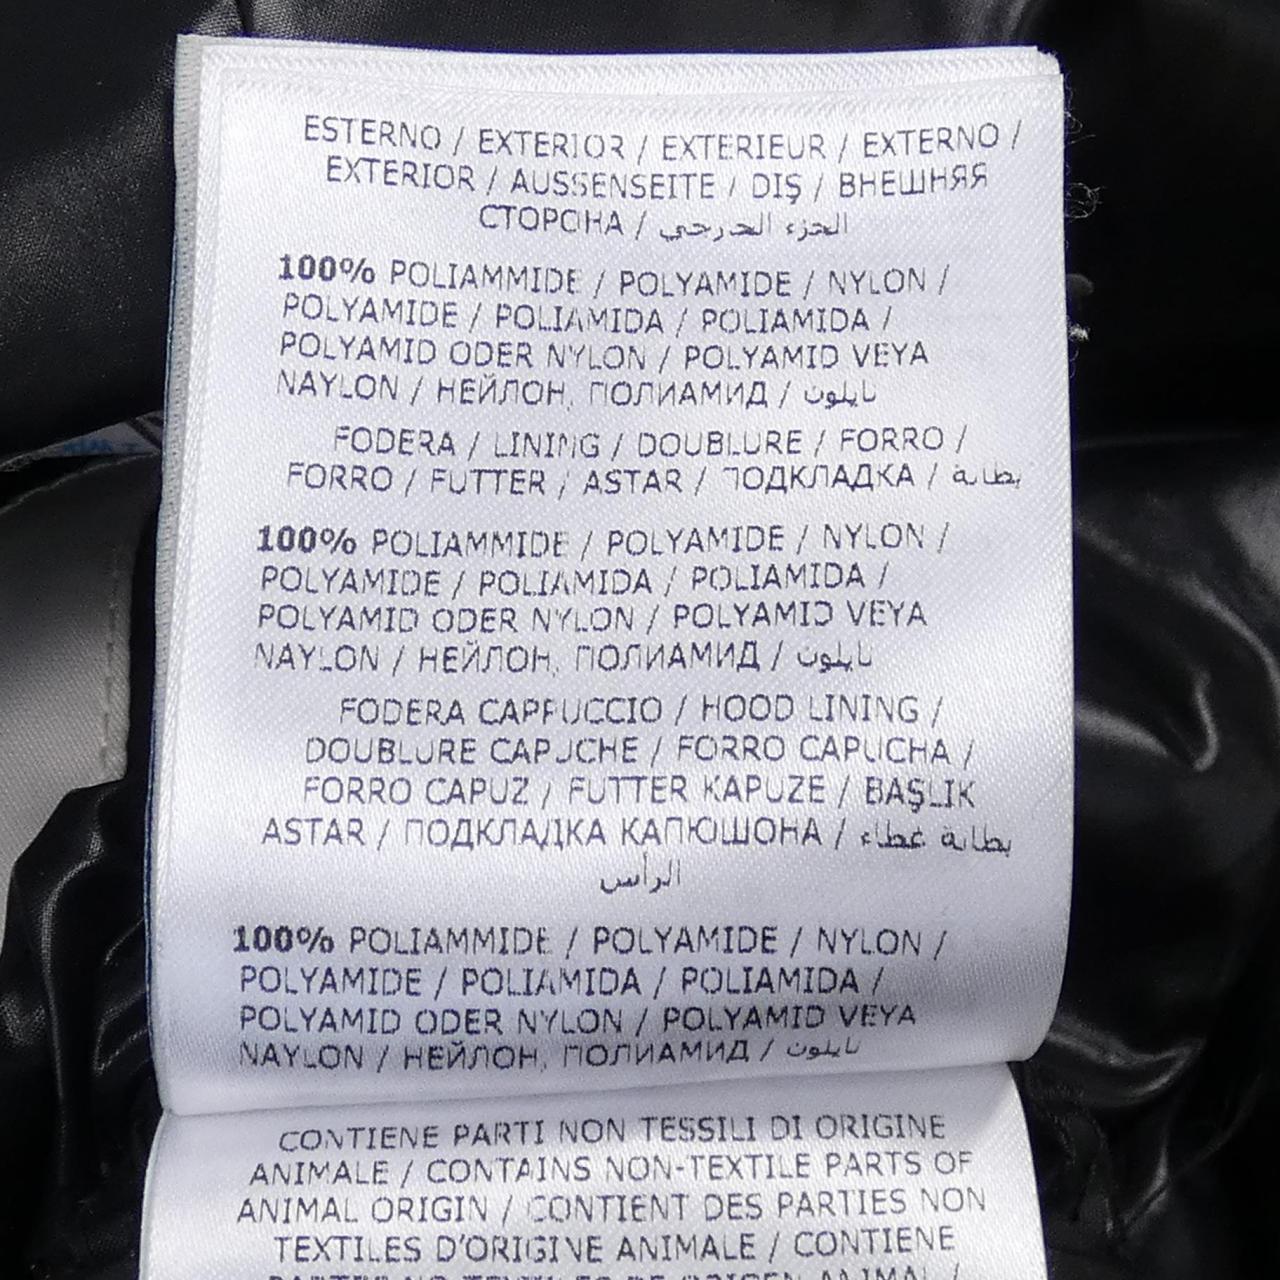 ESTERNO / EXTERIOR / EXTERIEUR / EXTERNO /
EXTERIOR / AUSSENSEITE / DIŞ / ВНЕШНЯЯ
СТОРОНА / الجزء الخارجي
100% POLIAMMIDE / POLYAMIDE / NYLON /
POLYAMIDE / POLIAMIDA / POLIAMIDA /
POLYAMID ODER NYLON / POLYAMID VEYA
NAYLON / НЕЙЛОН, ПОЛИАМИД / نايلون
FODERA / LINING / DOUBLURE / FORRO /
FORRO / FUTTER / ASTAR / ПОДКЛАДКА / بطانة
100% POLIAMMIDE / POLYAMIDE / NYLON /
POLYAMIDE / POLIAMIDA / POLIAMIDA /
POLYAMID ODER NYLON / POLYAMID VEYA
NAYLON / НЕЙЛОН, ПОЛИАМИД / نايلون
FODERA CAPPUCCIO / HOOD LINING /
DOUBLURE CAPUCHE / FORRO CAPUCHA /
FORRO CAPUZ / FUTTER KAPUZE / BAŞLIK
ASTAR / ПОДКЛАДКА КАПЮШОНА / بطانة غطاء
الرأس
100% POLIAMMIDE / POLYAMIDE / NYLON /
POLYAMIDE / POLIAMIDA / POLIAMIDA /
POLYAMID ODER NYLON / POLYAMID VEYA
NAYLON / НЕЙЛОН, ПОЛИАМИД / نايلون
CONTIENE PARTI NON TESSILI DI ORIGINE
ANIMALE / CONTAINS NON-TEXTILE PARTS OF
ANIMAL ORIGIN / CONTIENT DES PARTIES NON
TEXTILES D'ORIGINE ANIMALE / CONTIENE